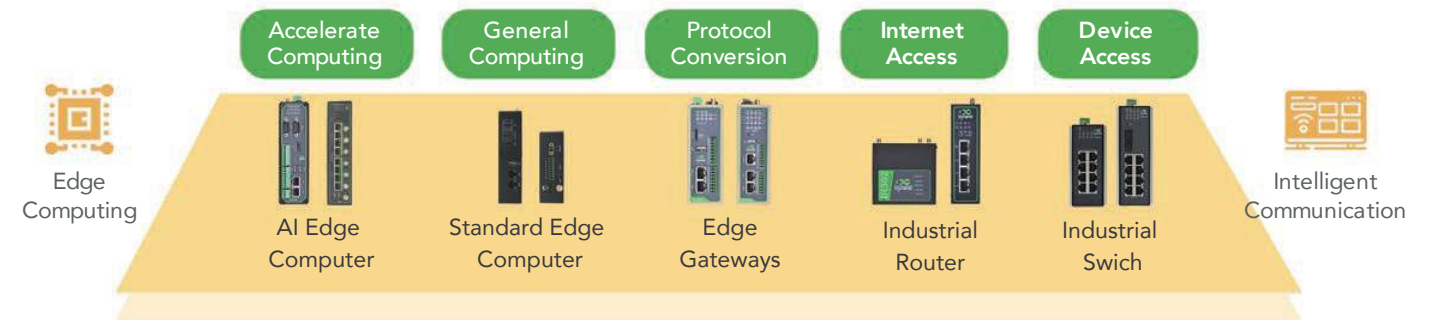 Accelerate
Computing
General
Computing
Protocol
Conversion
Internet
Access
Device
Access
Edge
Computing
AI Edge
Computer
Standard Edge
Computer
Edge
Gateways
Industrial
Router
Industrial
Swich
Intelligent
Communication